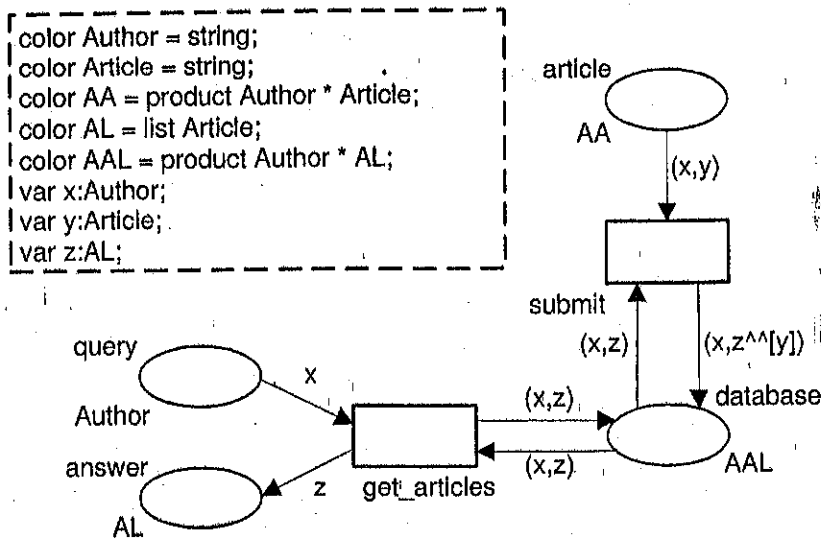 color Author = string;
color Article = string;
color AA = product Author * Article;
color AL = list Article;
color AAL = product Author * AL;
var x:Author;
var y:Article;
var z:AL;
article
AA
(x,y)
submit
(x,z)
(x,z^^[y])
database
AAL
query
Author
x
(x,z)
(x,z)
answer
AL
z
get_articles